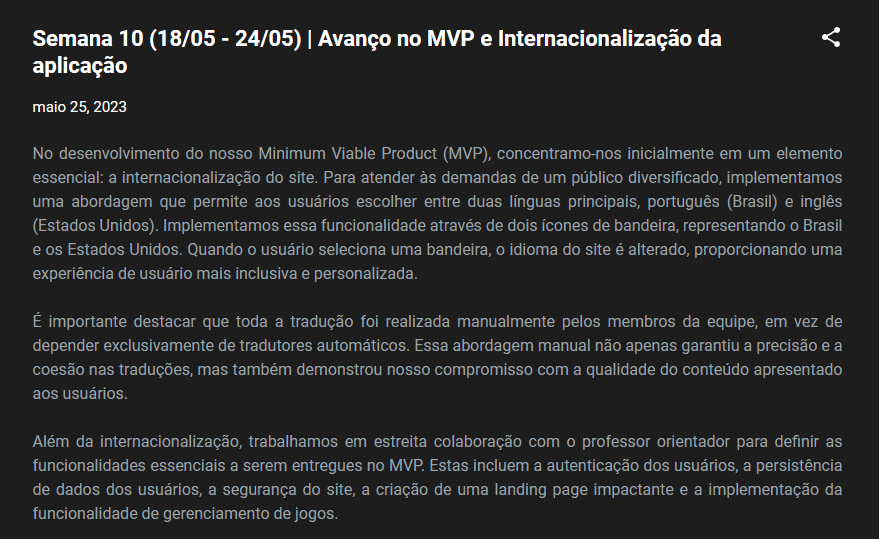 Semana 10 (18/05 - 24/05) | Avanço no MVP e Internacionalização da
aplicação
maio 25, 2023
No desenvolvimento do nosso Minimum Viable Product (MVP), concentramo-nos inicialmente em um elemento
essencial: a internacionalização do site. Para atender às demandas de um público diversificado, implementamos
uma abordagem que permite aos usuários escolher entre duas línguas principais, português (Brasil) e inglês
(Estados Unidos). Implementamos essa funcionalidade através de dois ícones de bandeira, representando o Brasil
e os Estados Unidos. Quando o usuário seleciona uma bandeira, o idioma do site é alterado, proporcionando uma
experiência de usuário mais inclusiva e personalizada.
É importante destacar que toda a tradução foi realizada manualmente pelos membros da equipe, em vez de
depender exclusivamente de tradutores automáticos. Essa abordagem manual não apenas garantiu a precisão e a
coesão nas traduções, mas também demonstrou nosso compromisso com a qualidade do conteúdo apresentado
aos usuários.
Além da internacionalização, trabalhamos em estreita colaboração com o professor orientador para definir as
funcionalidades essenciais a serem entregues no MVP. Estas incluem a autenticação dos usuários, a persistência
de dados dos usuários, a segurança do site, a criação de uma landing page impactante e a implementação da
funcionalidade de gerenciamento de jogos.